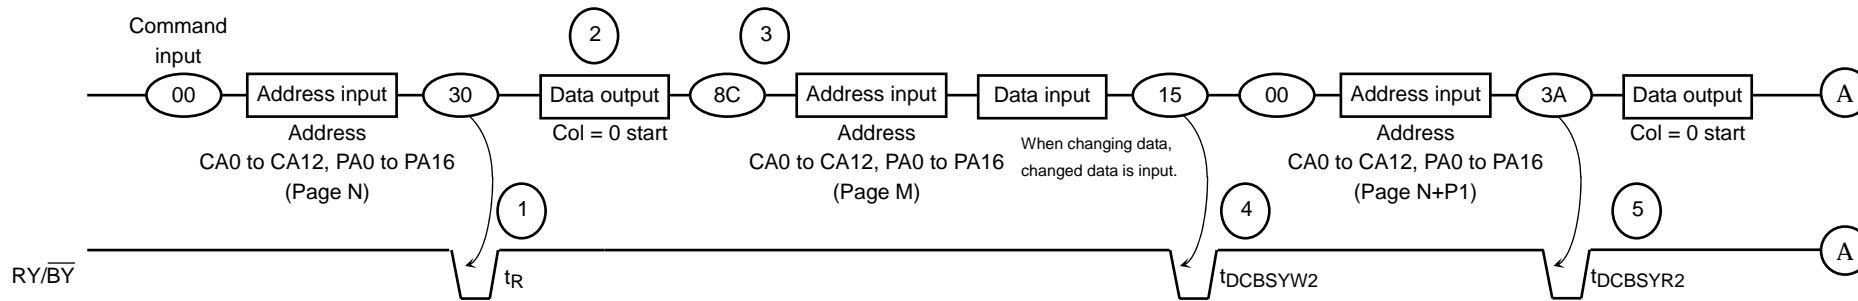 Command
input
2
3
00
Address input
30
Data output
8C
Address input
Data input
15
00
Address input
3A
Data output
A
Address
CA0 to CA12, PA0 to PA16
(Page N)
Col = 0 start
Address
CA0 to CA12, PA0 to PA16
(Page M)
When changing data,
changed data is input.
Address
CA0 to CA12, PA0 to PA16
(Page N+P1)
Col = 0 start
1
4
5
RY/B̅Y̅
tR
tDCBSYW2
tDCBSYR2
A